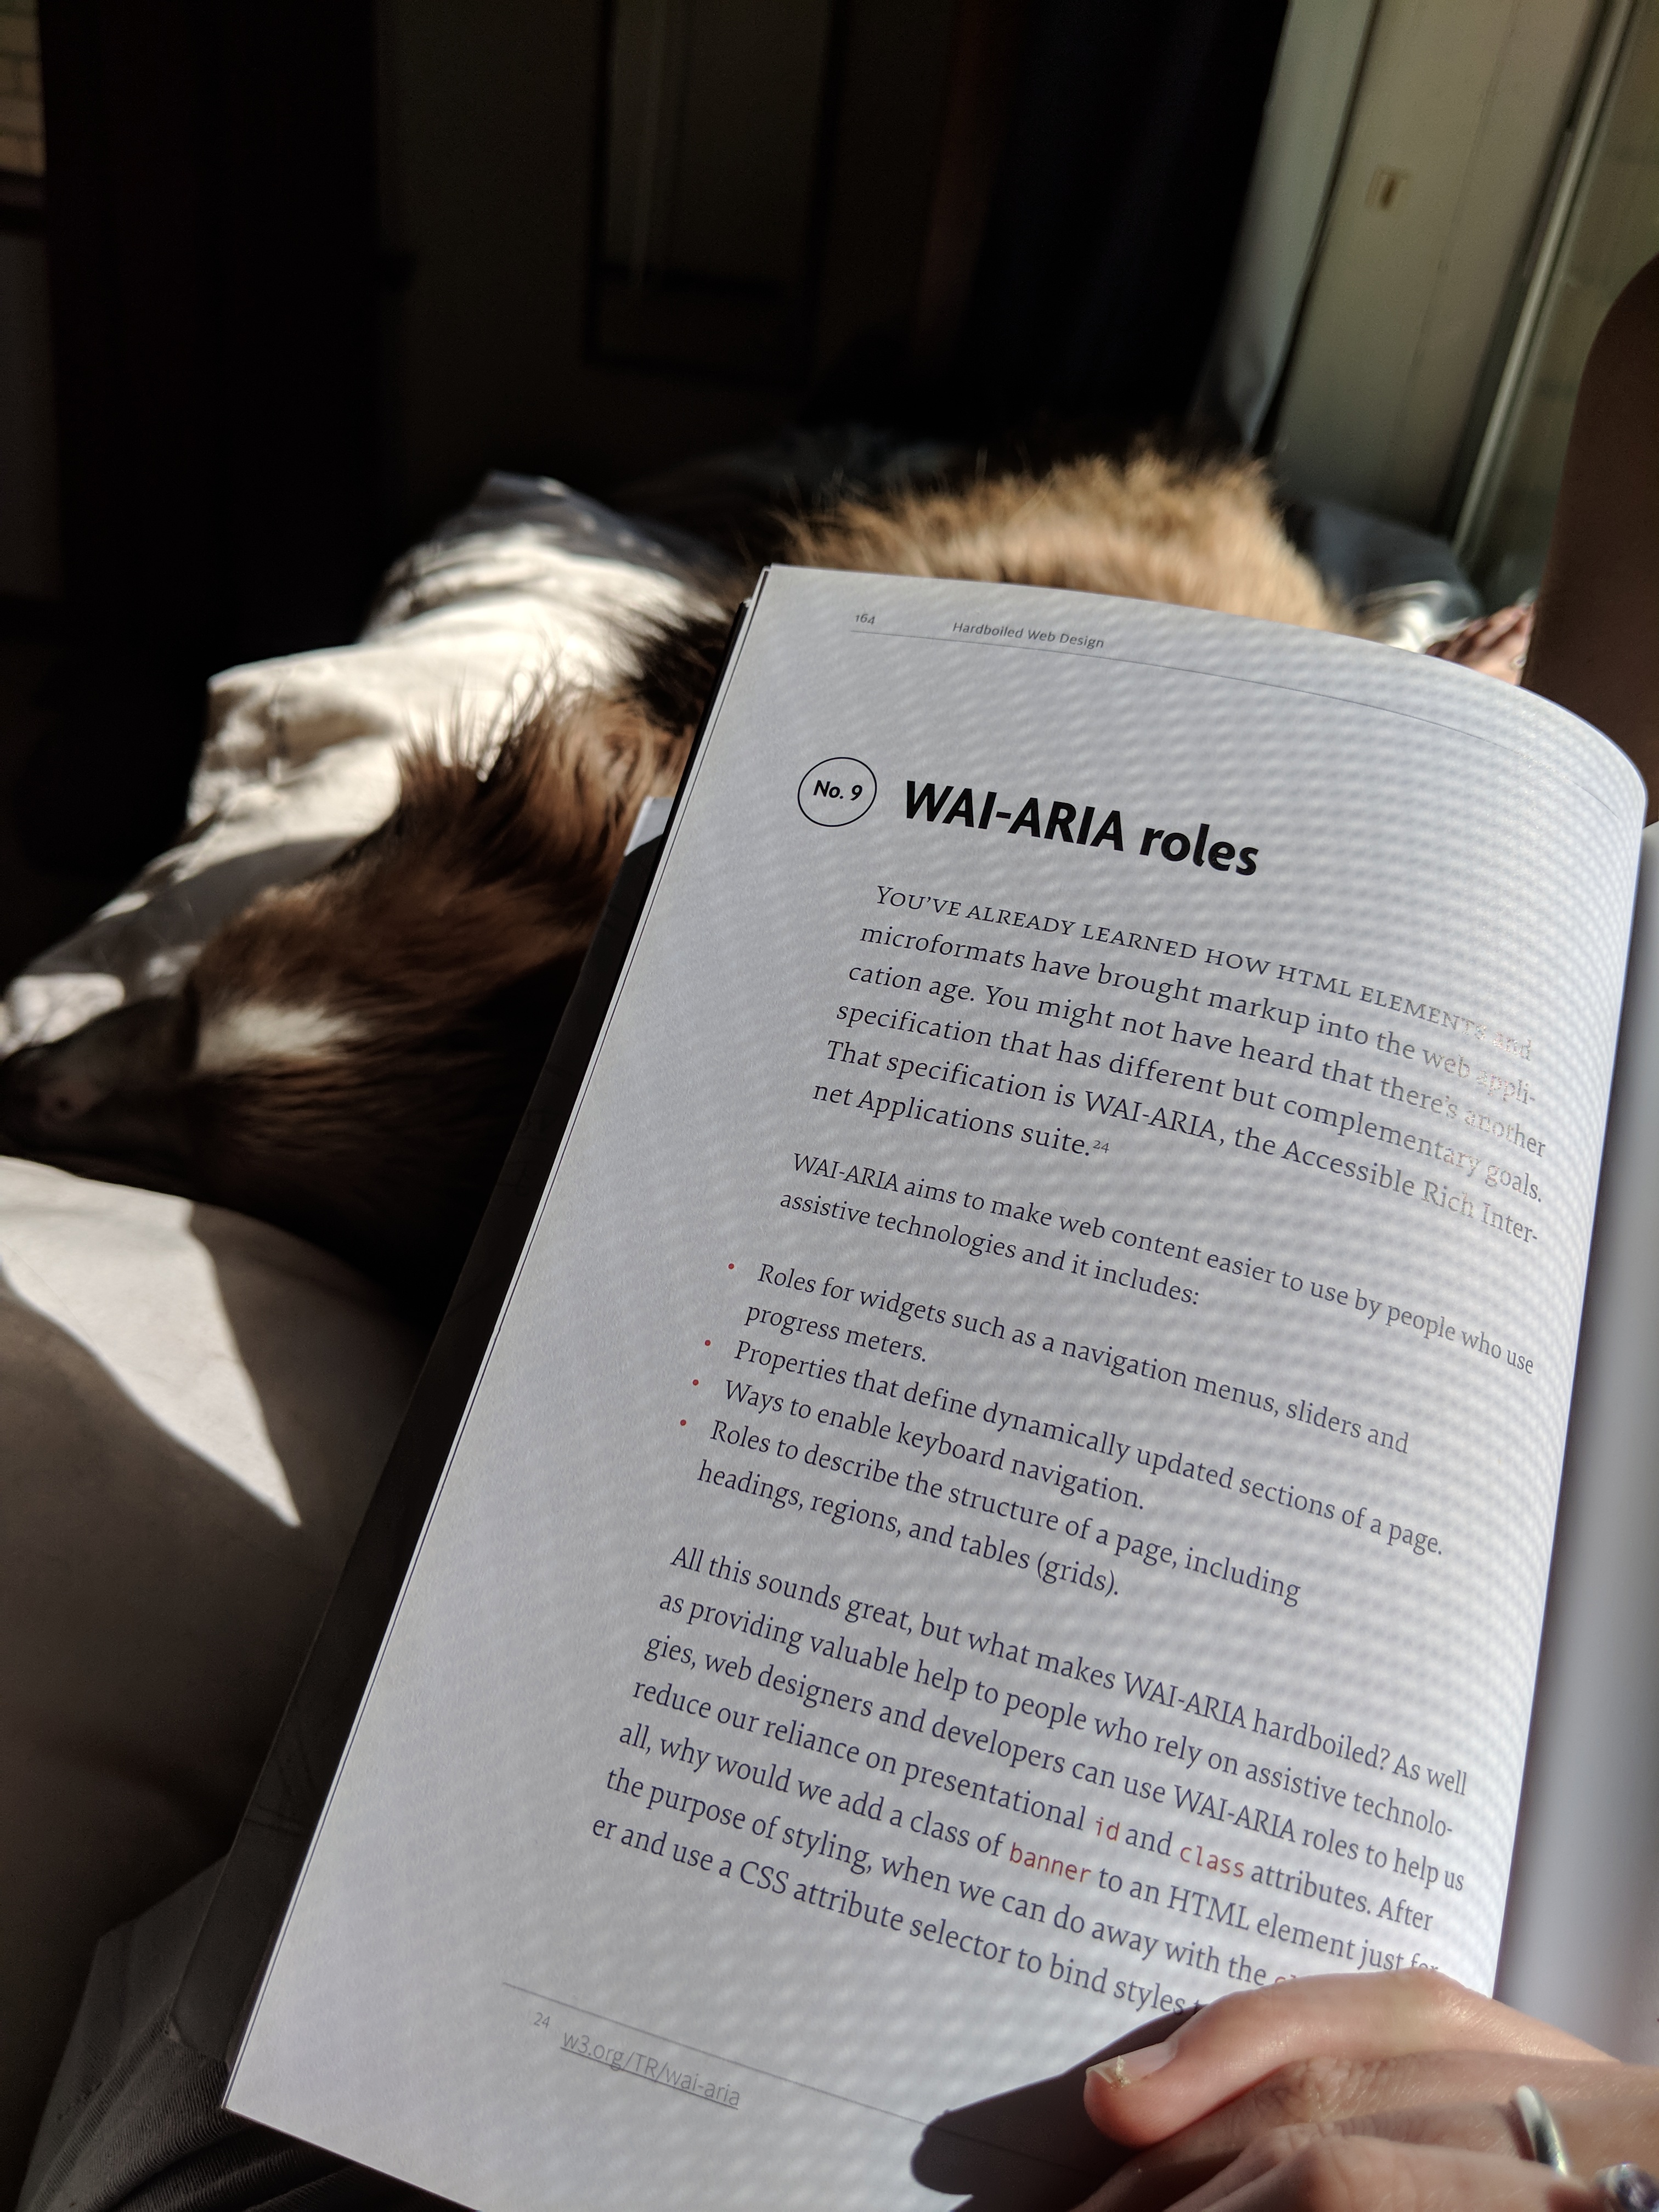 164 Hardboiled Web Design
No. 9 WAI-ARIA roles
YOU'VE ALREADY LEARNED HOW HTML ELEMENTS and
microformats have brought markup into the web appli-
cation age. You might not have heard that there's another
specification that has different but complementary goals.
That specification is WAI-ARIA, the Accessible Rich Inter-
net Applications suite.24
WAI-ARIA aims to make web content easier to use by people who use
assistive technologies and it includes:
• Roles for widgets such as a navigation menus, sliders and
progress meters.
• Properties that define dynamically updated sections of a page.
• Ways to enable keyboard navigation.
• Roles to describe the structure of a page, including
headings, regions, and tables (grids).
All this sounds great, but what makes WAI-ARIA hardboiled? As well
as providing valuable help to people who rely on assistive technolo-
gies, web designers and developers can use WAI-ARIA roles to help us
reduce our reliance on presentational id and class attributes. After
all, why would we add a class of banner to an HTML element just for
the purpose of styling, when we can do away with the
er and use a CSS attribute selector to bind styles
24 w3.org/TR/wai-aria